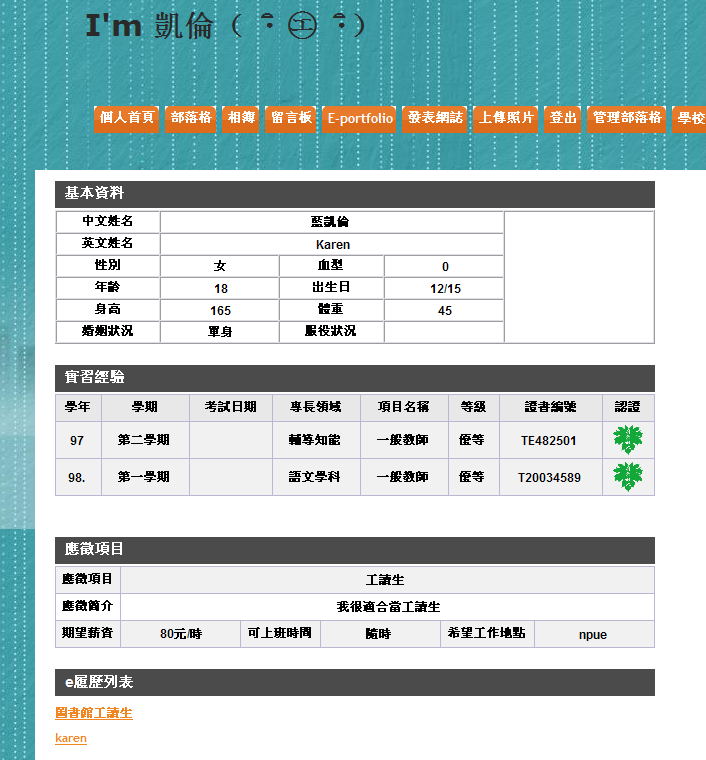 I'm 凱倫 ( ᅙ ㊤ ᅙ )
個人首頁 部落格 相簿 留言板 E-portfolio 發表網誌 上傳照片 登出 管理部落格 學校
基本資料
中文姓名 藍凱倫
英文姓名 Karen
性別 女 血型 O
年齡 18 出生日 12/15
身高 165 體重 45
婚姻狀況 單身 服役狀況
實習經驗
學年 學期 考試日期 專長領域 項目名稱 等級 證書編號 認證
97 第二學期 輔導知能 一般教師 優等 TE482501
98. 第一學期 語文學科 一般教師 優等 T20034589
應徵項目
應徵項目 工讀生
應徵簡介 我很適合當工讀生
期望薪資 80元/時 可上班時間 隨時 希望工作地點 npue
e履歷列表
圖書館工讀生
karen